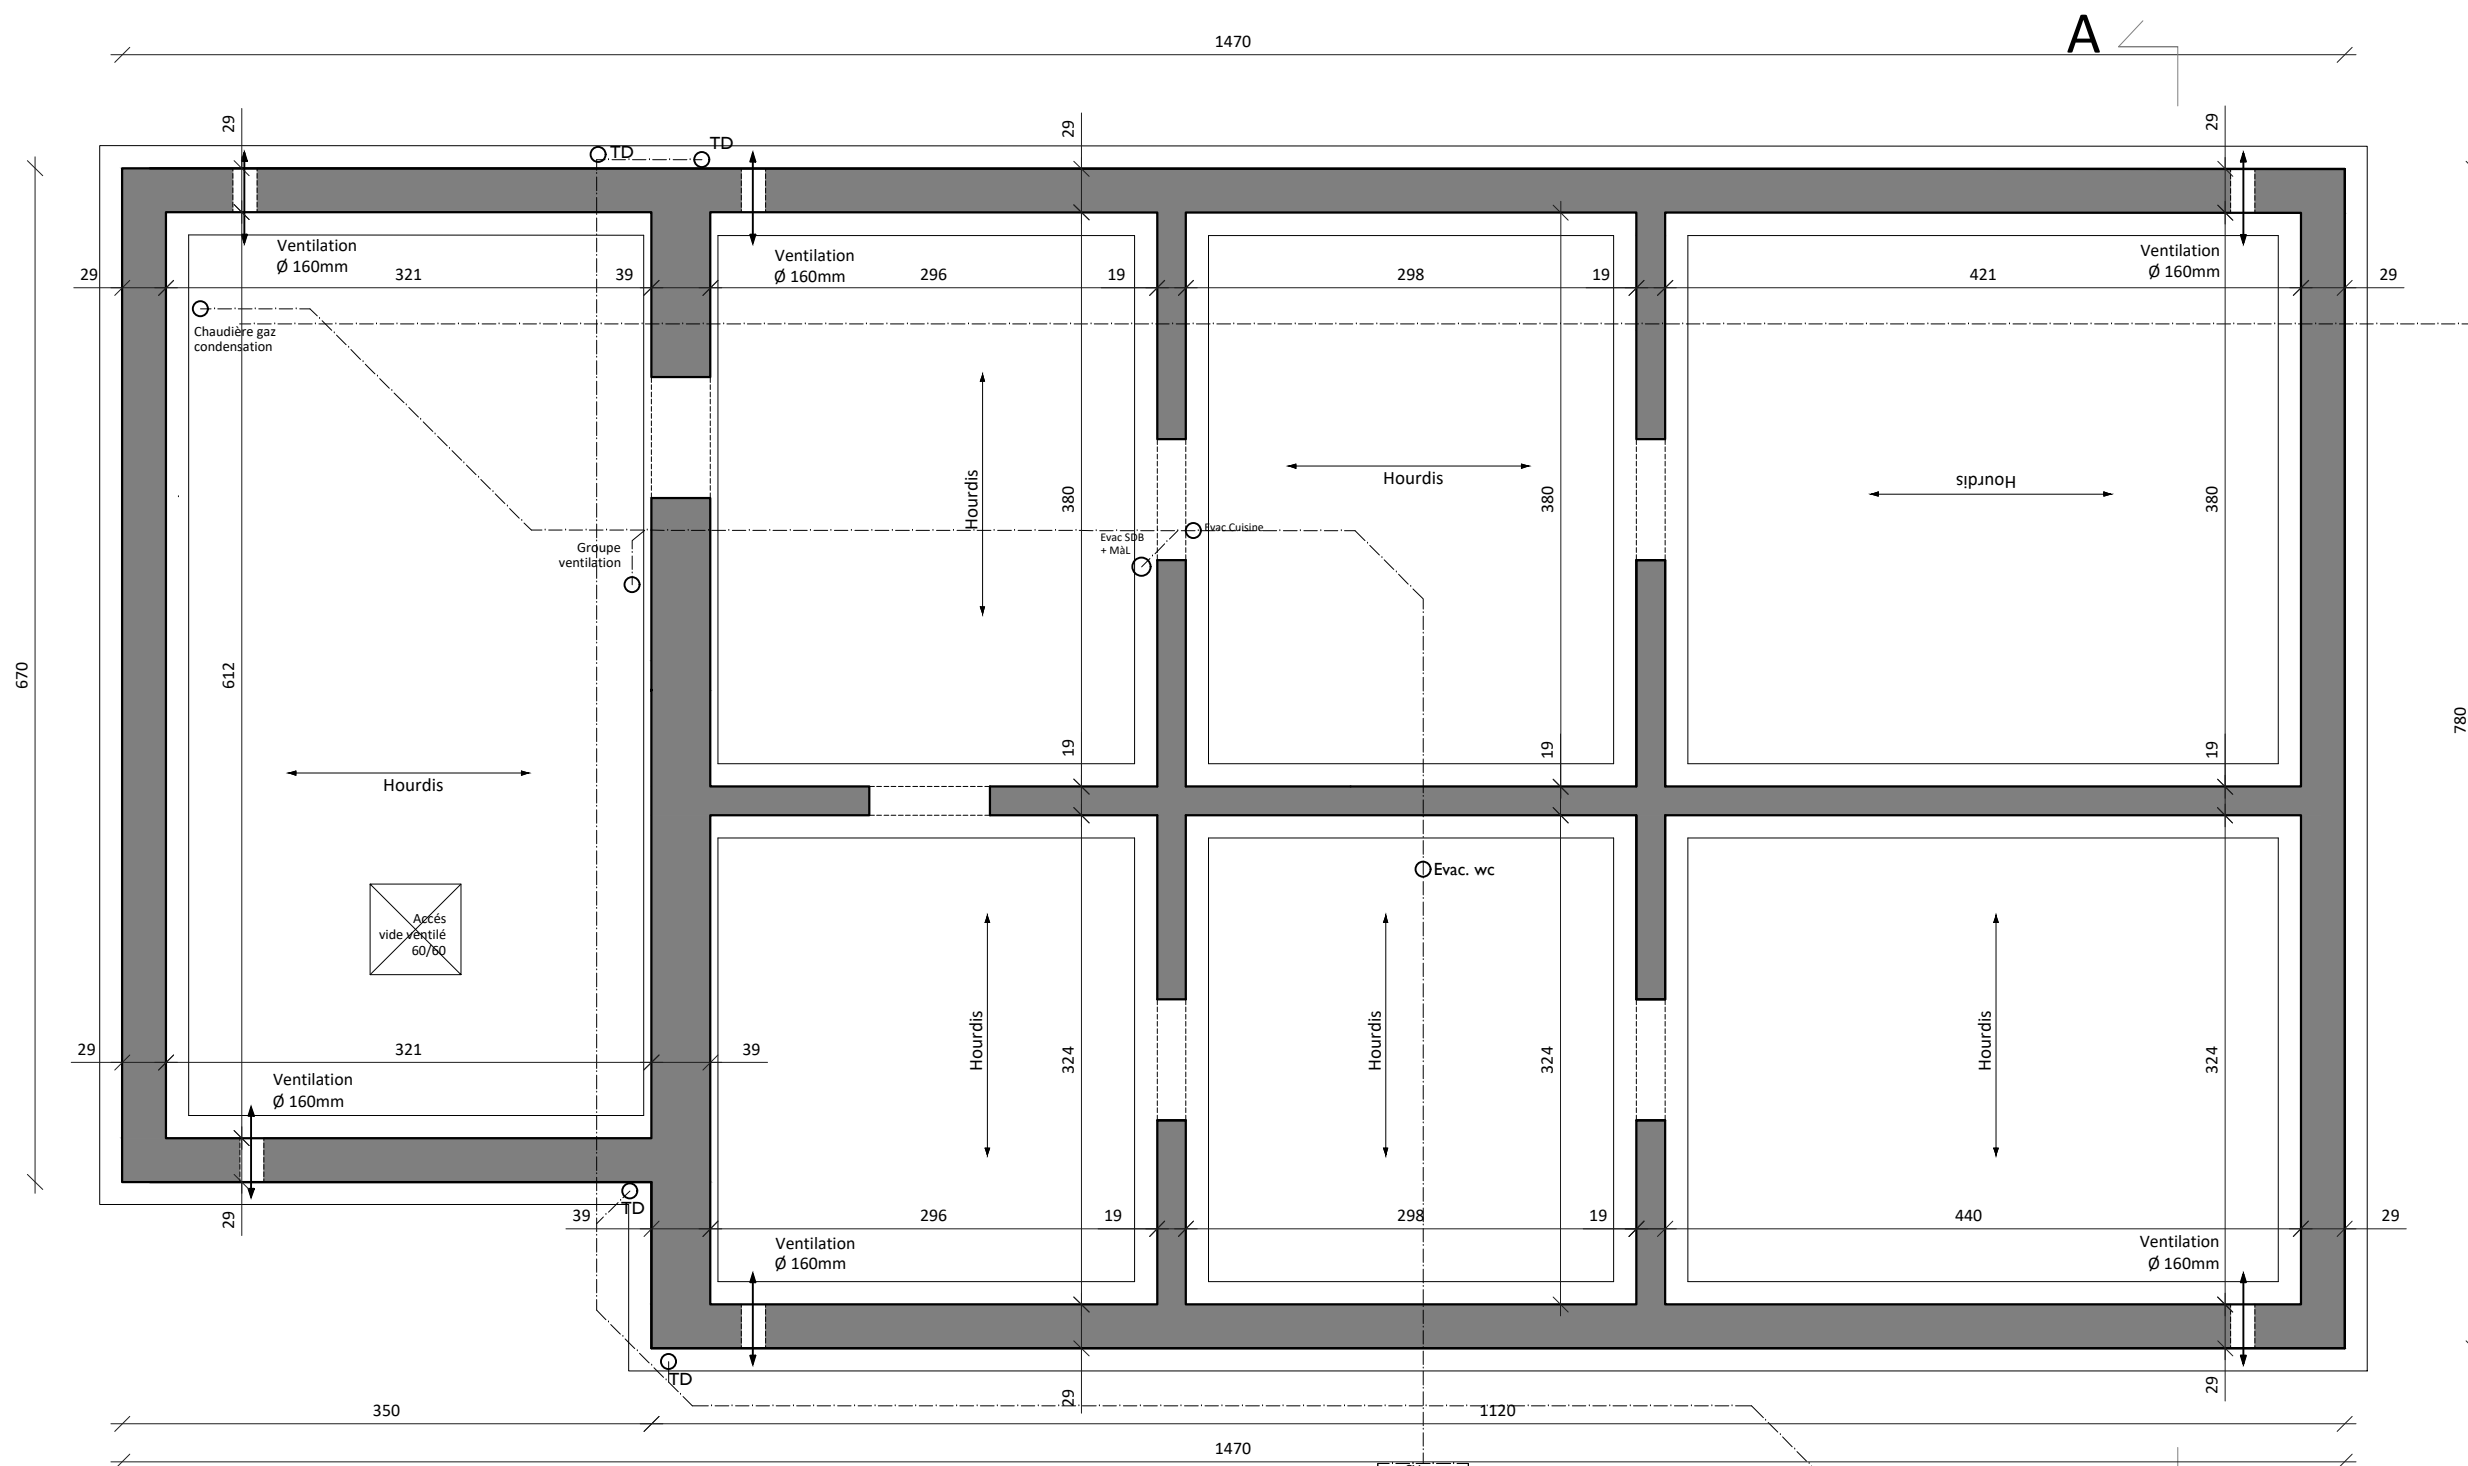 1470
A
29
29
29
TD
TD
Ventilation
Ø 160mm
Ventilation
Ø 160mm
Ventilation
Ø 160mm
29
321
39
296
19
298
19
421
29
Chaudière gaz
condensation
Hourdis
380
Hourdis
380
Hourdis
380
Evac Cuisine
Evac SDB
+ MàL
Groupe
ventilation
670
612
780
19
19
19
Hourdis
Evac. wc
Accés
vide ventilé
60/60
Hourdis
324
Hourdis
324
Hourdis
324
29
321
39
Ventilation
Ø 160mm
TD
29
39
296
19
298
19
440
29
Ventilation
Ø 160mm
Ventilation
Ø 160mm
TD
29
29
350
1120
1470